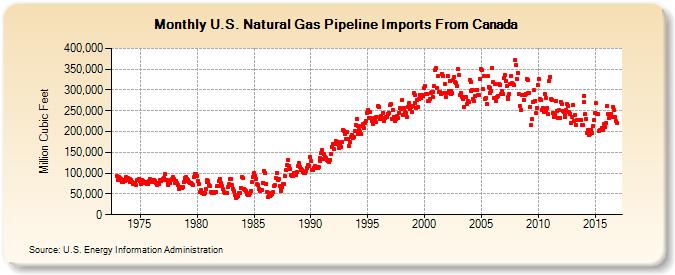 Monthly U.S. Natural Gas Pipeline Imports From Canada
Million Cubic Feet
400,000
350,000
300,000
250,000
200,000
150,000
100,000
50,000
0
1975 1980 1985 1990 1995 2000 2005 2010 2015
Source: U.S. Energy Information Administration